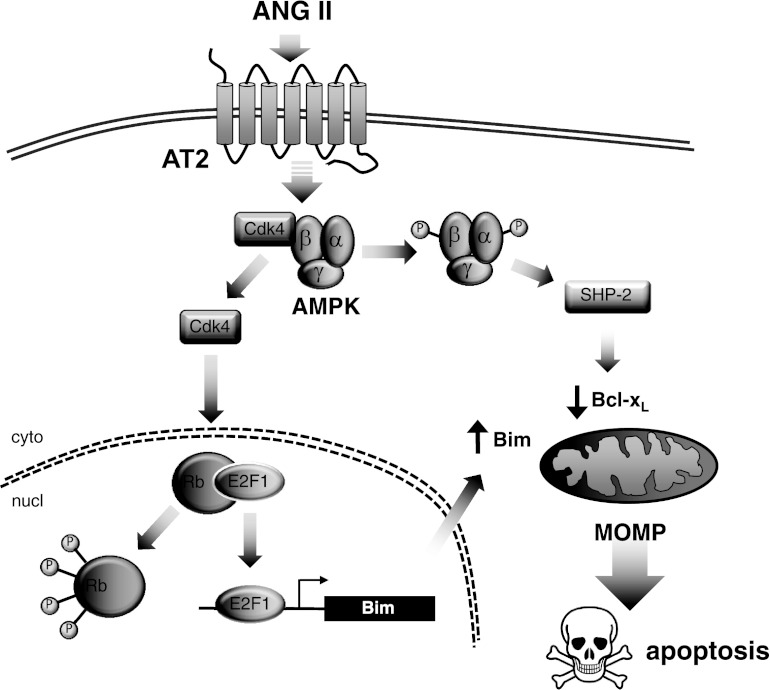 ANG II
AT2
Cdk4
β α
γ
AMPK
P
β α
γ
P
SHP-2
Cdk4
Bcl-xL
Bim
cyto
nucl
Rb
E2F1
MOMP
P
P
P
P
Rb
E2F1
Bim
apoptosis